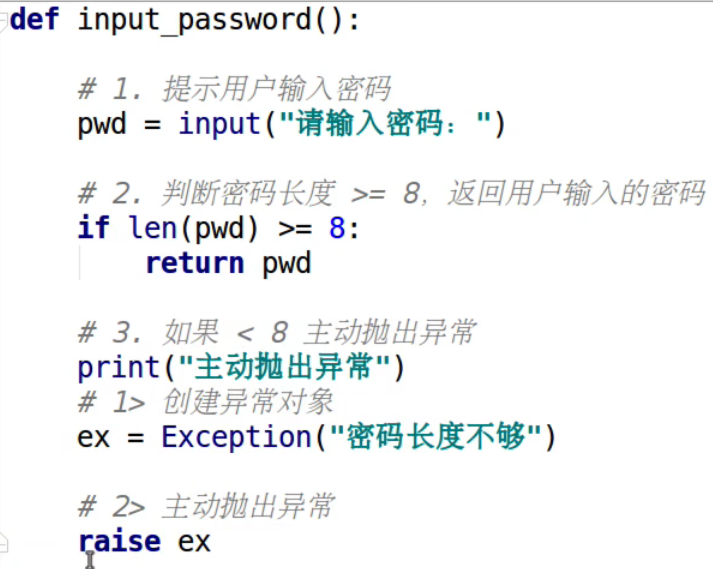 def input_password():
# 1. 提示用户输入密码
pwd = input("请输入密码：")
# 2. 判断密码长度 >= 8，返回用户输入的密码
if len(pwd) >= 8:
return pwd
# 3. 如果 < 8 主动抛出异常
print("主动抛出异常")
# 1> 创建异常对象
ex = Exception("密码长度不够")
# 2> 主动抛出异常
raise ex